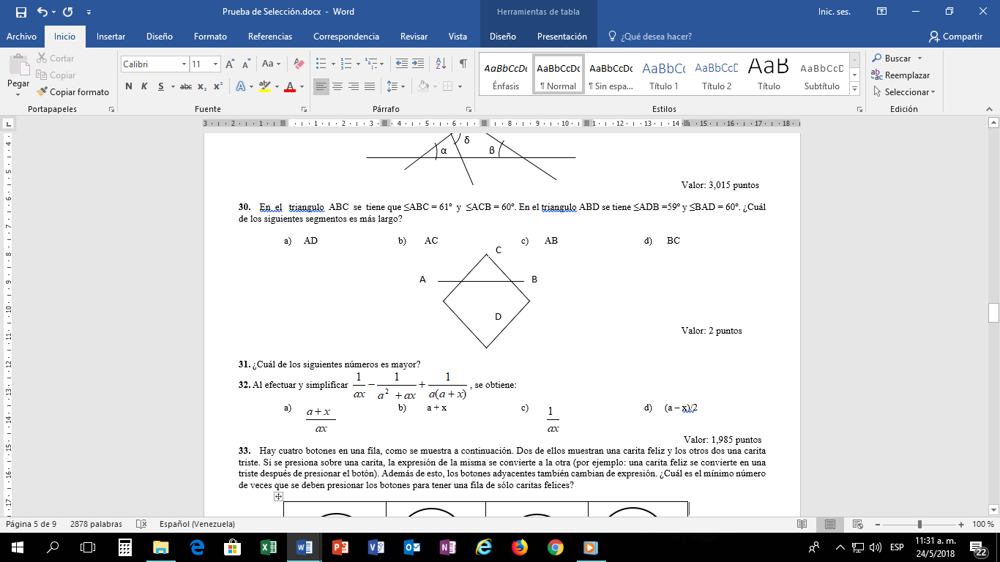 Prueba de Selección.docx - Word
Herramientas de tabla
Inic. ses.
Archivo Inicio Insertar Diseño Formato Referencias Correspondencia Revisar Vista Diseño Presentación ¿Qué desea hacer? Compartir
Pegar
Cortar
Copiar
Copiar formato
Portapapeles
Calibri 11
N K S abc x₂ x²
Fuente
Párrafo
AaBbCcDc AaBbCcDc AaBbCcDc AaBbCc AaBbCcD AaB AaBbCcD
Énfasis ¶ Normal ¶ Sin espa... Título 1 Título 2 Título Subtítulo
Estilos
Buscar
Reemplazar
Seleccionar
Edición
δ
α β
Valor: 3,015 puntos
30. En el triangulo ABC se tiene que ≤ABC = 61° y ≤ACB = 60°. En el triangulo ABD se tiene ≤ADB =59° y ≤BAD = 60°. ¿Cuál
de los siguientes segmentos es más largo?
a) AD b) AC c) AB d) BC
C
A B
D
Valor: 2 puntos
31. ¿Cuál de los siguientes números es mayor?
32. Al efectuar y simplificar 1/ax − 1/(a² + ax) + 1/(a(a + x)) , se obtiene:
a) (a + x)/ax b) a + x c) 1/ax d) (a – x)/2
Valor: 1,985 puntos
33. Hay cuatro botones en una fila, como se muestra a continuación. Dos de ellos muestran una carita feliz y los otros dos una carita
triste. Si se presiona sobre una carita, la expresión de la misma se convierte a la otra (por ejemplo: una carita feliz se convierte en una
triste después de presionar el botón). Además de esto, los botones adyacentes también cambian de expresión. ¿Cuál es el mínimo número
de veces que se deben presionar los botones para tener una fila de sólo caritas felices?
Página 5 de 9 2878 palabras Español (Venezuela) 100 %
ESP
11:31 a. m.
24/5/2018
22